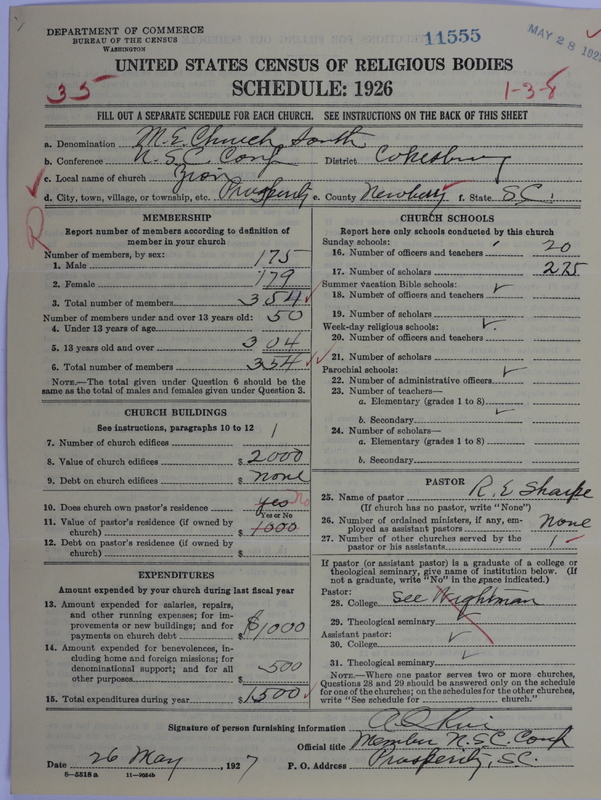 DEPARTMENT OF COMMERCE
BUREAU OF THE CENSUS
WASHINGTON
11555
MAY 28 192
UNITED STATES CENSUS OF RELIGIOUS BODIES
35
SCHEDULE: 1926
1-3-8
FILL OUT A SEPARATE SCHEDULE FOR EACH CHURCH. SEE INSTRUCTIONS ON THE BACK OF THIS SHEET
a. Denomination M.E. Church, South
b. Conference U.S.C. Conf District Cokesbury
c. Local name of church Zion
d. City, town, village, or township, etc. Prosperity e. County Newberry f. State S.C.
R
MEMBERSHIP
Report number of members according to definition of member in your church
Number of members, by sex:
1. Male 175
2. Female 179
3. Total number of members 354
Number of members under and over 13 years old:
4. Under 13 years of age 50
5. 13 years old and over 304
6. Total number of members 354
NOTE.—The total given under Question 6 should be the same as the total of males and females given under Question 3.
CHURCH BUILDINGS
See instructions, paragraphs 10 to 12
7. Number of church edifices 1
8. Value of church edifices $ 2000
9. Debt on church edifices $ none
10. Does church own pastor's residence yes No
Yes or No
11. Value of pastor's residence (if owned by church) $ 1000
12. Debt on pastor's residence (if owned by church) $
EXPENDITURES
Amount expended by your church during last fiscal year
13. Amount expended for salaries, repairs, and other running expenses; for improvements or new buildings; and for payments on church debt $ $1000
14. Amount expended for benevolences, including home and foreign missions; for denominational support; and for all other purposes $ 500
15. Total expenditures during year $ 1500
CHURCH SCHOOLS
Report here only schools conducted by this church
Sunday schools:
16. Number of officers and teachers 20
17. Number of scholars 275
Summer vacation Bible schools:
18. Number of officers and teachers
19. Number of scholars
Week-day religious schools:
20. Number of officers and teachers
21. Number of scholars
Parochial schools:
22. Number of administrative officers
23. Number of teachers—
a. Elementary (grades 1 to 8)
b. Secondary
24. Number of scholars—
a. Elementary (grades 1 to 8)
b. Secondary
PASTOR
25. Name of pastor R. E Sharpe
(If church has no pastor, write "None")
26. Number of ordained ministers, if any, employed as assistant pastors none
27. Number of other churches served by the pastor or his assistants 1
If pastor (or assistant pastor) is a graduate of a college or theological seminary, give name of institution below. (If not a graduate, write "No" in the space indicated.)
Pastor:
28. College See Wightman
29. Theological seminary
Assistant pastor:
30. College
31. Theological seminary
NOTE.—Where one pastor serves two or more churches, Questions 28 and 29 should be answered only on the schedule for one of the churches; on the schedules for the other churches, write "See schedule for church."
Signature of person furnishing information
Official title Member U.S.C. Conf
Date 26 May, 1927 P. O. Address Prosperity, S.C.
8-5518 a 11-9054b